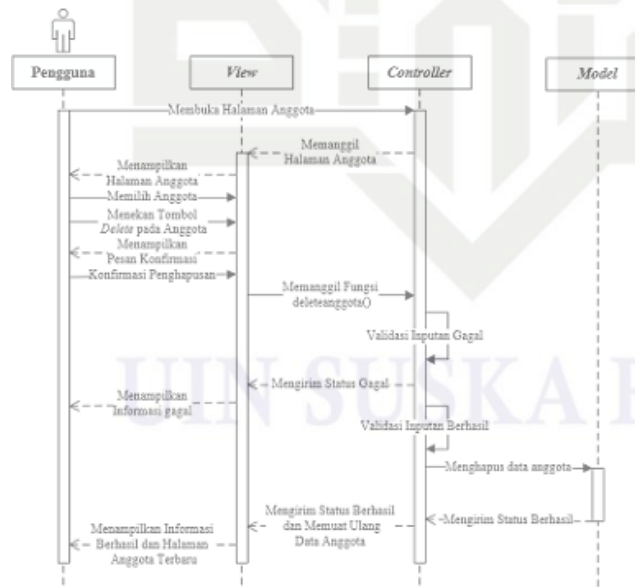 Pengguna
View
Controller
Model
Membuka Halaman Anggota
Memanggil
Halaman Anggota
Menampilkan
Halaman Anggota
Memilih Anggota
Menekan Tombol
Delete pada Anggota
Menampilkan
Pesan Konfirmasi
Konfirmasi Penghapusan
Memanggil Fungsi
deleteanggota()
Validasi Inputan Gagal
Mengirim Status Gagal
Menampilkan
Informasi gagal
Validasi Inputan Berhasil
Menghapus data anggota
Mengirim Status Berhasil
Mengirim Status Berhasil
dan Memuat Ulang
Data Anggota
Menampilkan Informasi
Berhasil dan Halaman
Anggota Terbaru
UIN SUSKA